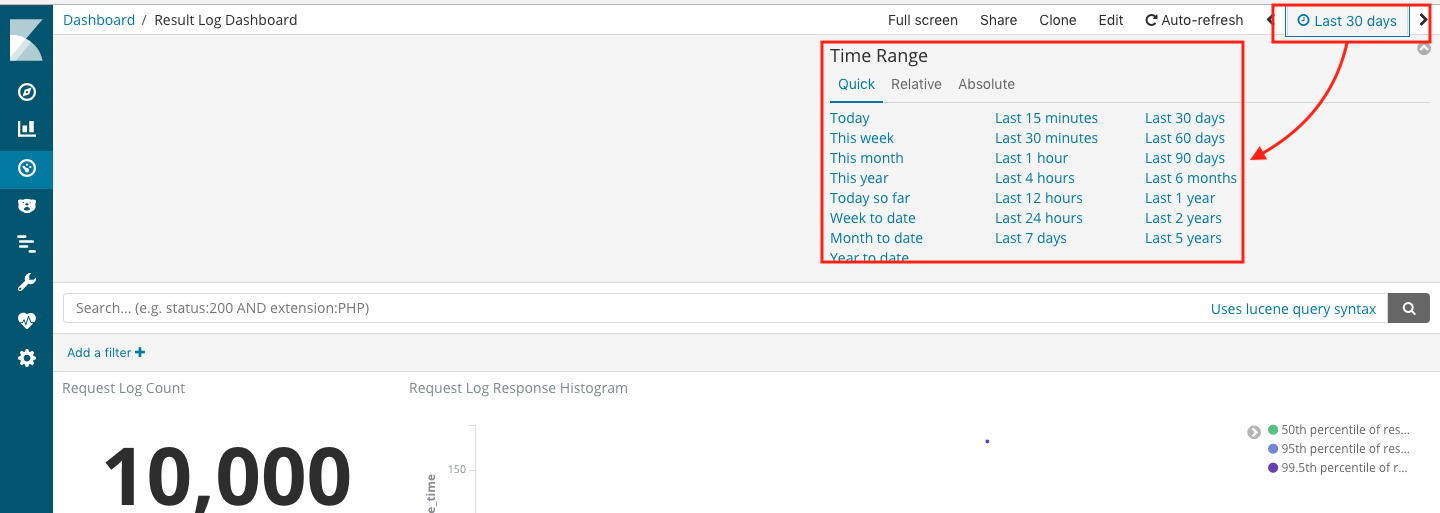 Dashboard / Result Log Dashboard
Full screen Share Clone Edit Auto-refresh Last 30 days
Time Range
Quick Relative Absolute
Today Last 15 minutes Last 30 days
This week Last 30 minutes Last 60 days
This month Last 1 hour Last 90 days
This year Last 4 hours Last 6 months
Today so far Last 12 hours Last 1 year
Week to date Last 24 hours Last 2 years
Month to date Last 7 days Last 5 years
Year to date
Search... (e.g. status:200 AND extension:PHP) Uses lucene query syntax
Add a filter +
Request Log Count Request Log Response Histogram
10,000
150
e_time
50th percentile of res...
95th percentile of res...
99.5th percentile of r...